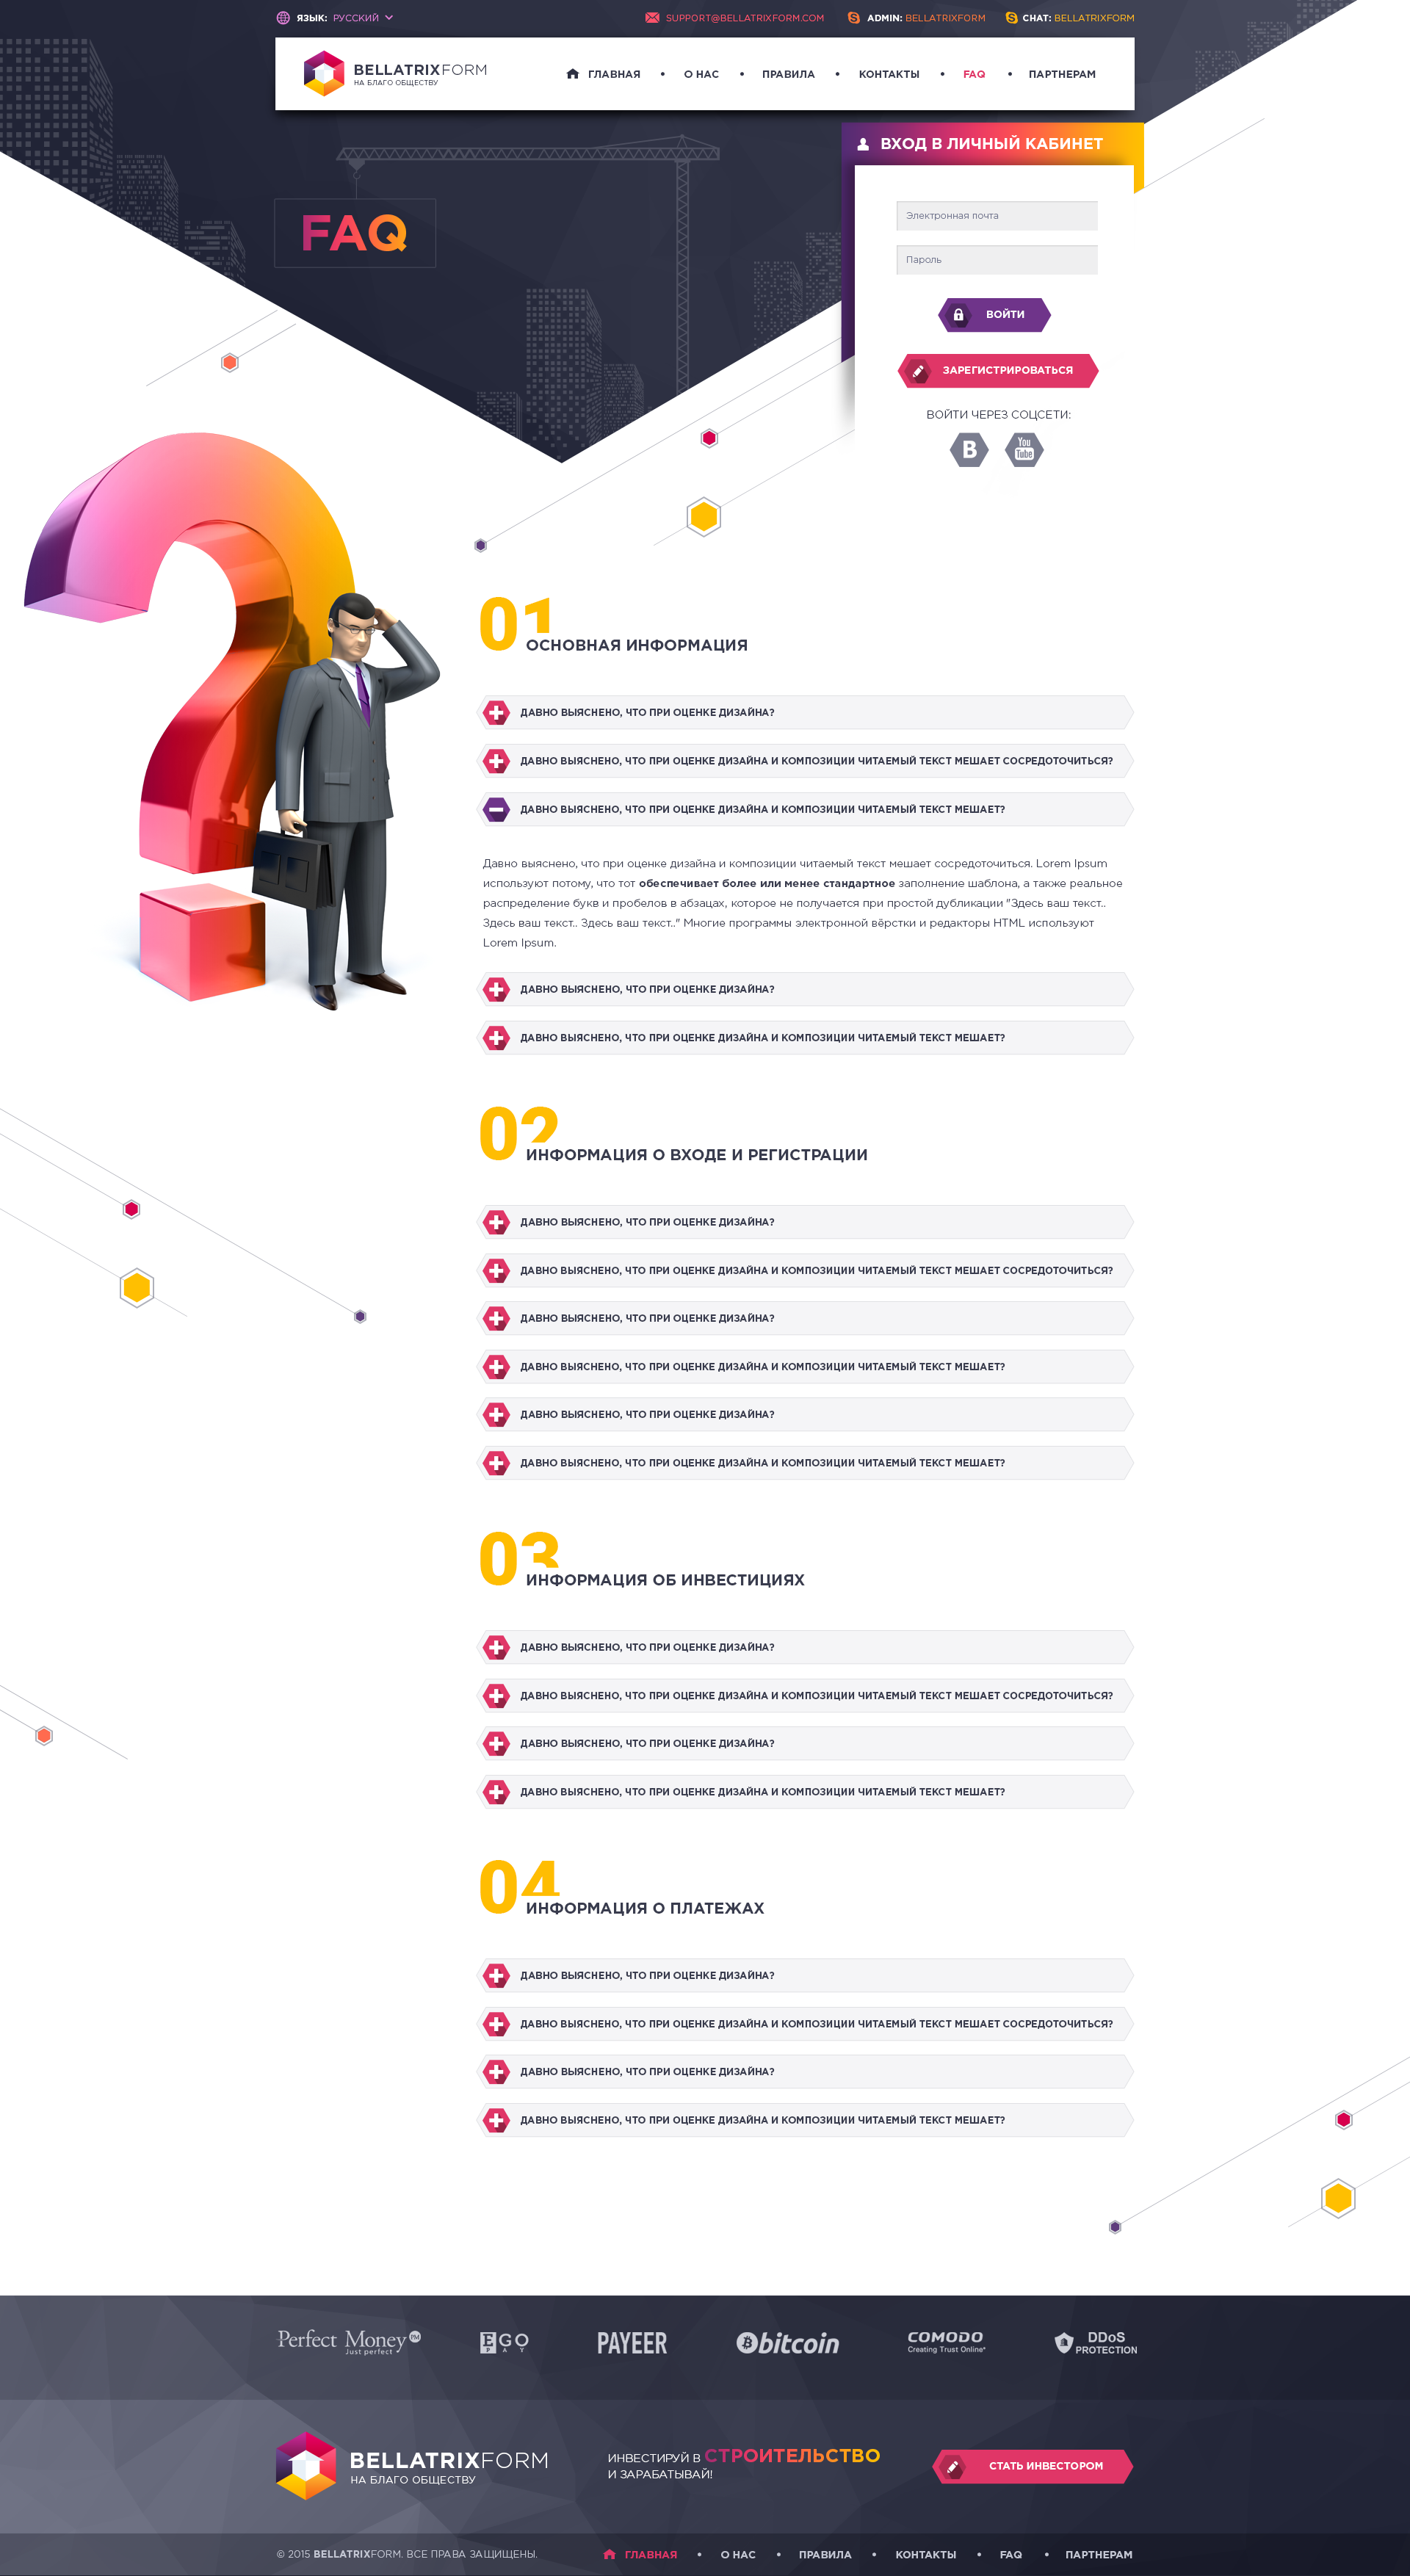 ЯЗЫК: РУССКИЙ
SUPPORT@BELLATRIXFORM.COM
ADMIN: BELLATRIXFORM
CHAT: BELLATRIXFORM
BELLATRIXFORM
НА БЛАГО ОБЩЕСТВУ
ГЛАВНАЯ • О НАС • ПРАВИЛА • КОНТАКТЫ • FAQ • ПАРТНЕРАМ
FAQ
ВХОД В ЛИЧНЫЙ КАБИНЕТ
Электронная почта
Пароль
ВОЙТИ
ЗАРЕГИСТРИРОВАТЬСЯ
ВОЙТИ ЧЕРЕЗ СОЦСЕТИ:
В
You
Tube
01
ОСНОВНАЯ ИНФОРМАЦИЯ
ДАВНО ВЫЯСНЕНО, ЧТО ПРИ ОЦЕНКЕ ДИЗАЙНА?
ДАВНО ВЫЯСНЕНО, ЧТО ПРИ ОЦЕНКЕ ДИЗАЙНА И КОМПОЗИЦИИ ЧИТАЕМЫЙ ТЕКСТ МЕШАЕТ СОСРЕДОТОЧИТЬСЯ?
ДАВНО ВЫЯСНЕНО, ЧТО ПРИ ОЦЕНКЕ ДИЗАЙНА И КОМПОЗИЦИИ ЧИТАЕМЫЙ ТЕКСТ МЕШАЕТ?
Давно выяснено, что при оценке дизайна и композиции читаемый текст мешает сосредоточиться. Lorem Ipsum
используют потому, что тот обеспечивает более или менее стандартное заполнение шаблона, а также реальное
распределение букв и пробелов в абзацах, которое не получается при простой дубликации "Здесь ваш текст..
Здесь ваш текст.. Здесь ваш текст.." Многие программы электронной вёрстки и редакторы HTML используют
Lorem Ipsum.
ДАВНО ВЫЯСНЕНО, ЧТО ПРИ ОЦЕНКЕ ДИЗАЙНА?
ДАВНО ВЫЯСНЕНО, ЧТО ПРИ ОЦЕНКЕ ДИЗАЙНА И КОМПОЗИЦИИ ЧИТАЕМЫЙ ТЕКСТ МЕШАЕТ?
02
ИНФОРМАЦИЯ О ВХОДЕ И РЕГИСТРАЦИИ
ДАВНО ВЫЯСНЕНО, ЧТО ПРИ ОЦЕНКЕ ДИЗАЙНА?
ДАВНО ВЫЯСНЕНО, ЧТО ПРИ ОЦЕНКЕ ДИЗАЙНА И КОМПОЗИЦИИ ЧИТАЕМЫЙ ТЕКСТ МЕШАЕТ СОСРЕДОТОЧИТЬСЯ?
ДАВНО ВЫЯСНЕНО, ЧТО ПРИ ОЦЕНКЕ ДИЗАЙНА?
ДАВНО ВЫЯСНЕНО, ЧТО ПРИ ОЦЕНКЕ ДИЗАЙНА И КОМПОЗИЦИИ ЧИТАЕМЫЙ ТЕКСТ МЕШАЕТ?
ДАВНО ВЫЯСНЕНО, ЧТО ПРИ ОЦЕНКЕ ДИЗАЙНА?
ДАВНО ВЫЯСНЕНО, ЧТО ПРИ ОЦЕНКЕ ДИЗАЙНА И КОМПОЗИЦИИ ЧИТАЕМЫЙ ТЕКСТ МЕШАЕТ?
03
ИНФОРМАЦИЯ ОБ ИНВЕСТИЦИЯХ
ДАВНО ВЫЯСНЕНО, ЧТО ПРИ ОЦЕНКЕ ДИЗАЙНА?
ДАВНО ВЫЯСНЕНО, ЧТО ПРИ ОЦЕНКЕ ДИЗАЙНА И КОМПОЗИЦИИ ЧИТАЕМЫЙ ТЕКСТ МЕШАЕТ СОСРЕДОТОЧИТЬСЯ?
ДАВНО ВЫЯСНЕНО, ЧТО ПРИ ОЦЕНКЕ ДИЗАЙНА?
ДАВНО ВЫЯСНЕНО, ЧТО ПРИ ОЦЕНКЕ ДИЗАЙНА И КОМПОЗИЦИИ ЧИТАЕМЫЙ ТЕКСТ МЕШАЕТ?
04
ИНФОРМАЦИЯ О ПЛАТЕЖАХ
ДАВНО ВЫЯСНЕНО, ЧТО ПРИ ОЦЕНКЕ ДИЗАЙНА?
ДАВНО ВЫЯСНЕНО, ЧТО ПРИ ОЦЕНКЕ ДИЗАЙНА И КОМПОЗИЦИИ ЧИТАЕМЫЙ ТЕКСТ МЕШАЕТ СОСРЕДОТОЧИТЬСЯ?
ДАВНО ВЫЯСНЕНО, ЧТО ПРИ ОЦЕНКЕ ДИЗАЙНА?
ДАВНО ВЫЯСНЕНО, ЧТО ПРИ ОЦЕНКЕ ДИЗАЙНА И КОМПОЗИЦИИ ЧИТАЕМЫЙ ТЕКСТ МЕШАЕТ?
Perfect Money TM
Just perfect
EGO
PAY
PAYEER
bitcoin
COMODO
Creating Trust Online®
DDoS
PROTECTION
BELLATRIXFORM
НА БЛАГО ОБЩЕСТВУ
ИНВЕСТИРУЙ В СТРОИТЕЛЬСТВО
И ЗАРАБАТЫВАЙ!
СТАТЬ ИНВЕСТОРОМ
© 2015 BELLATRIXFORM. ВСЕ ПРАВА ЗАЩИЩЕНЫ.
ГЛАВНАЯ • О НАС • ПРАВИЛА • КОНТАКТЫ • FAQ • ПАРТНЕРАМ